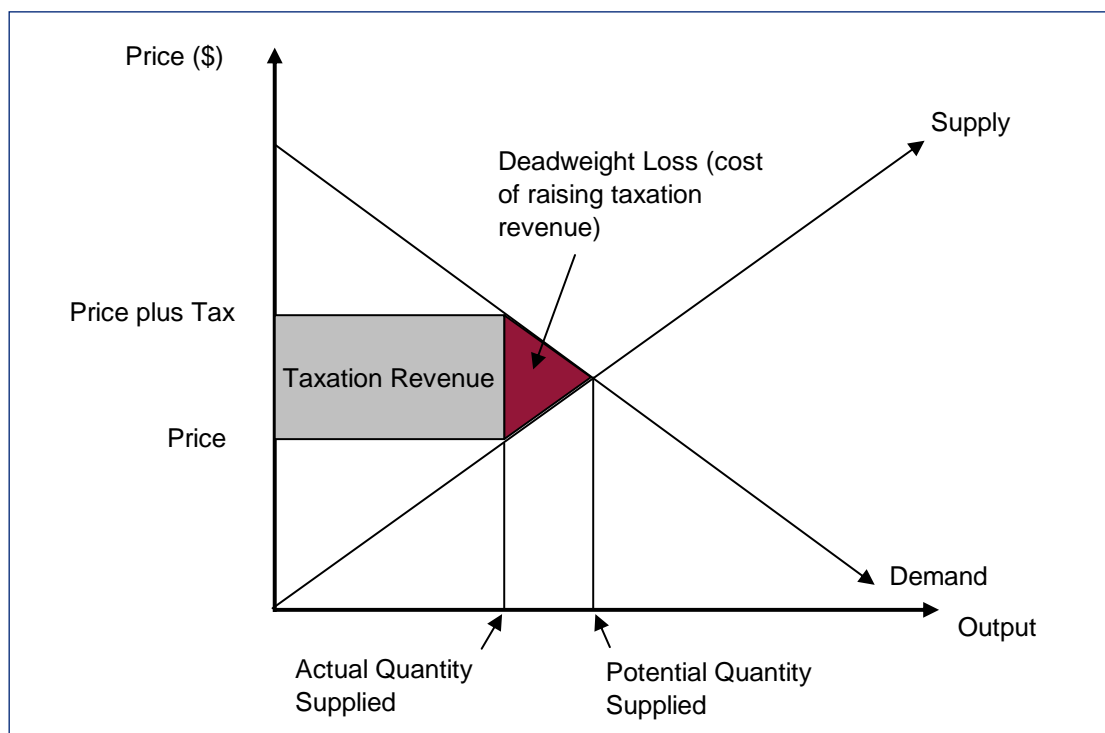 Price ($)
Supply
Deadweight Loss (cost
of raising taxation
revenue)
Price plus Tax
Taxation Revenue
Price
Demand
Output
Actual Quantity
Supplied
Potential Quantity
Supplied